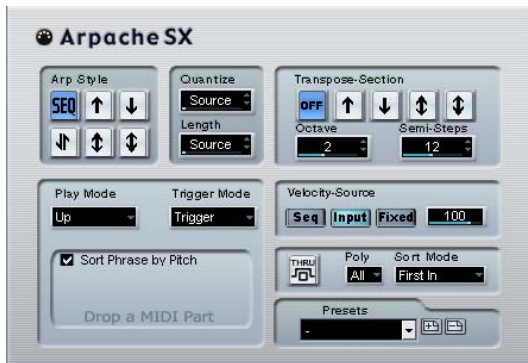 Arpache SX
Arp Style
SEQ
Quantize
Source
Length
Source
Transpose-Section
OFF
Octave
Semi-Steps
2
12
Play Mode
Trigger Mode
Up
Trigger
Sort Phrase by Pitch
Drop a MIDI Part
Velocity-Source
Seq Input Fixed 100
THRU
Poly
Sort Mode
All
First In
Presets
-